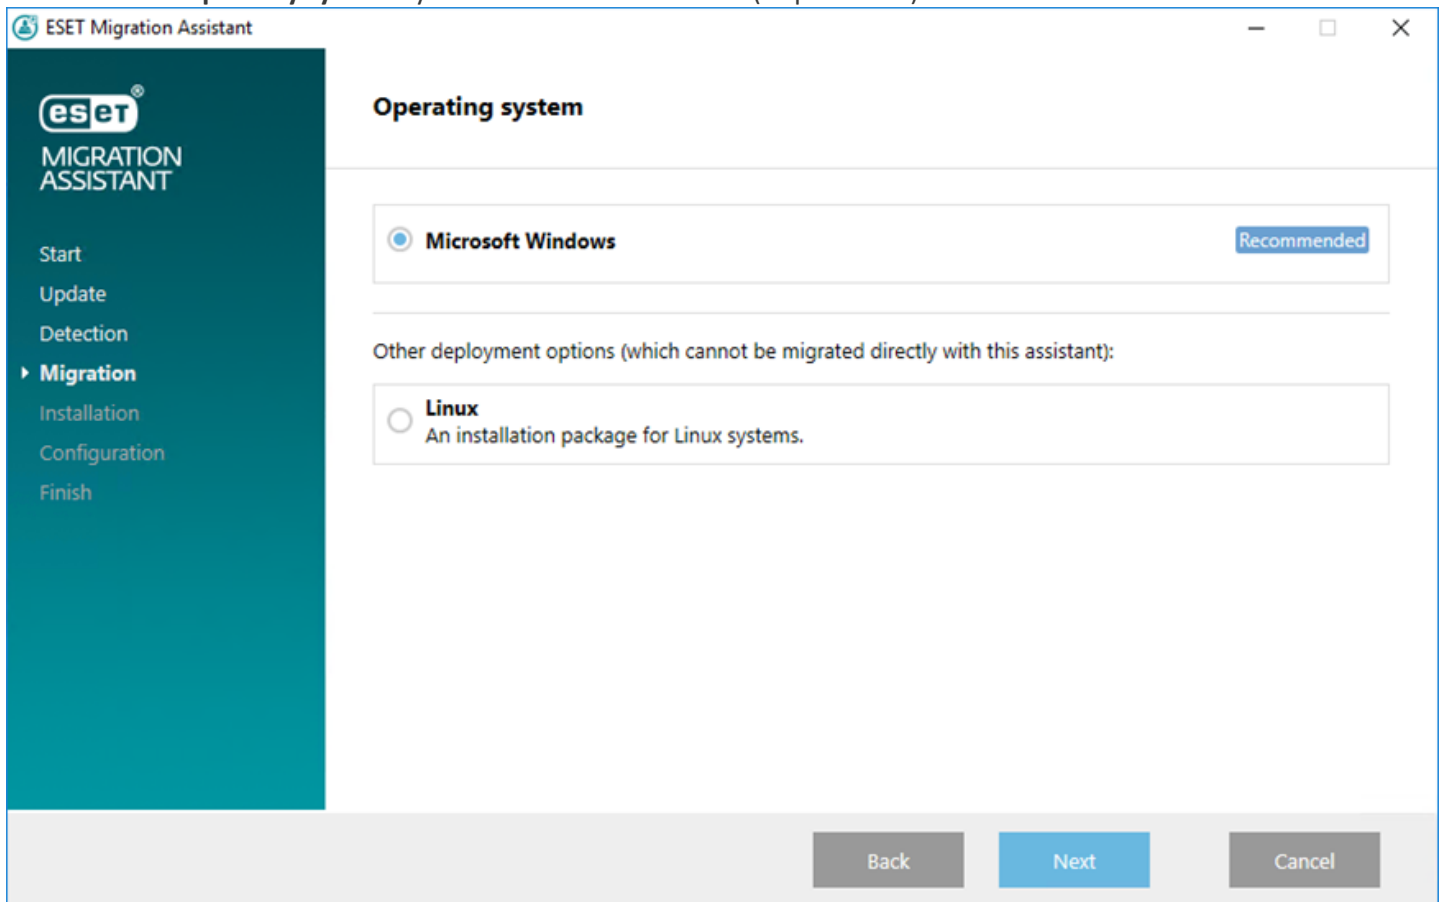 ESET Migration Assistant
eseT®
MIGRATION
ASSISTANT
Start
Update
Detection
Migration
Installation
Configuration
Finish
Operating system
Microsoft Windows
Recommended
Other deployment options (which cannot be migrated directly with this assistant):
Linux
An installation package for Linux systems.
Back
Next
Cancel